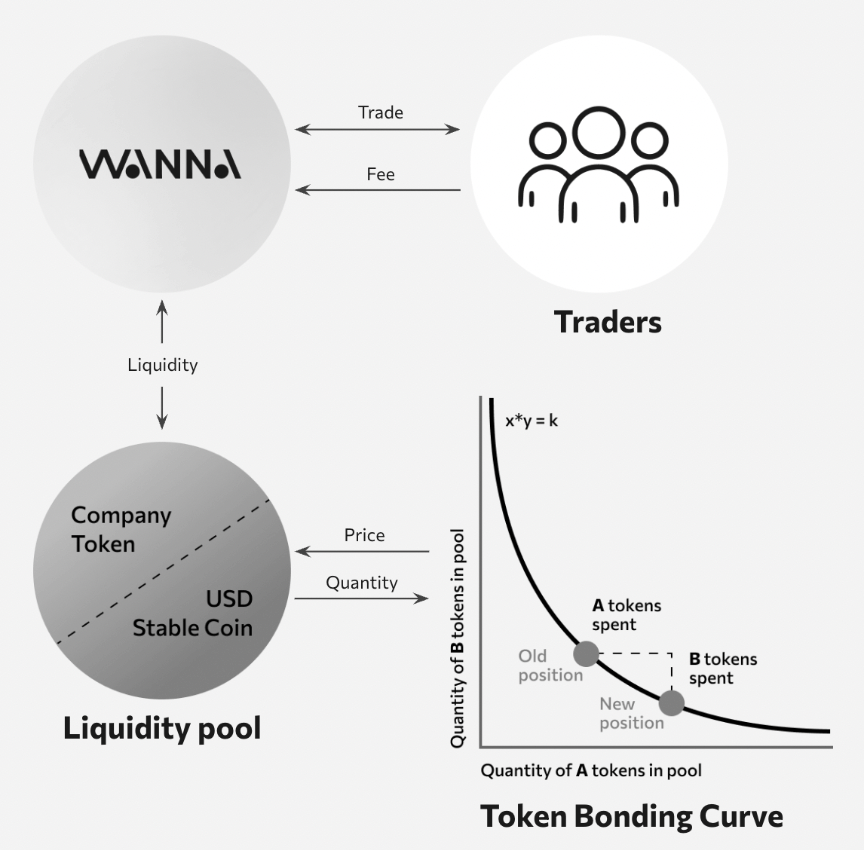 WANNA
Trade
Fee
Traders
Liquidity
Company
Token
USD
Stable Coin
Liquidity pool
Price
Quantity
x*y = k
Quantity of B tokens in pool
A tokens
spent
Old
position
B tokens
spent
New
position
Quantity of A tokens in pool
Token Bonding Curve